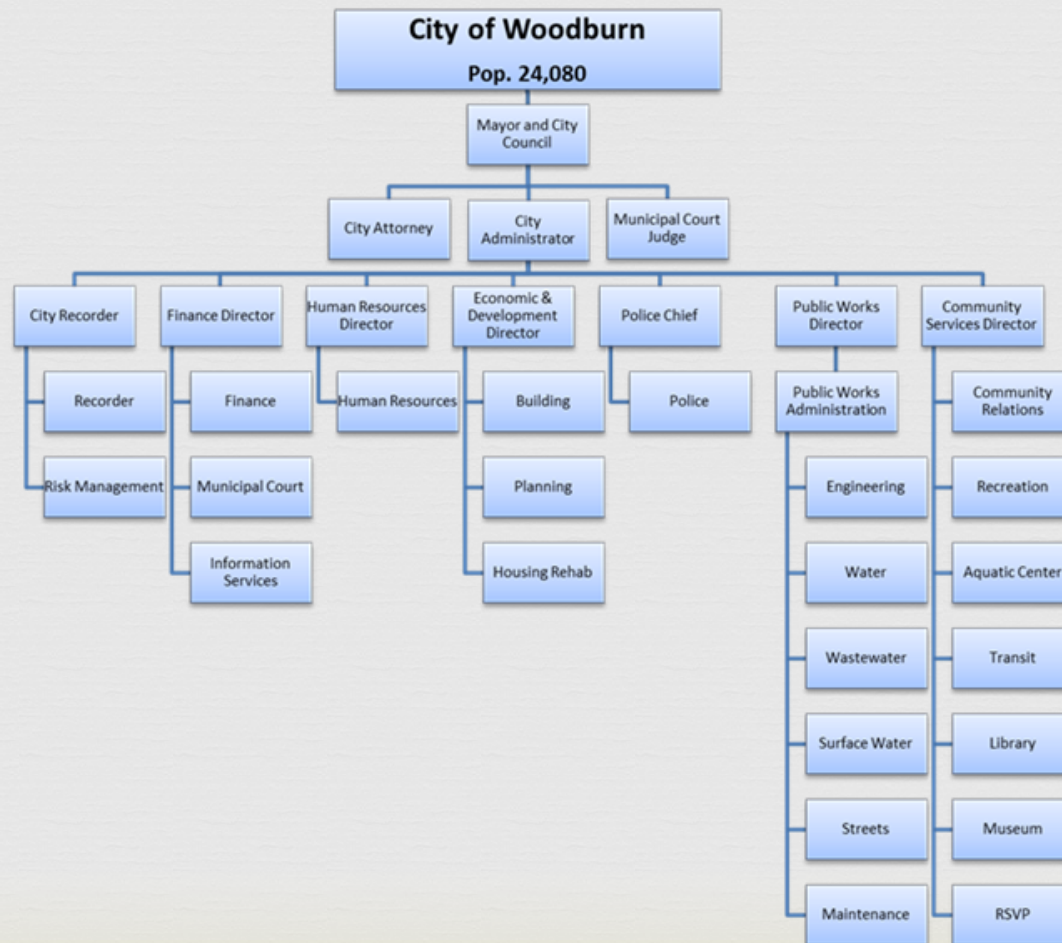 City of Woodburn
Pop. 24,080
Mayor and City
Council
City Attorney
City
Administrator
Municipal Court
Judge
City Recorder
Finance Director
Human Resources
Director
Economic &
Development
Director
Police Chief
Public Works
Director
Community
Services Director
Recorder
Risk Management
Finance
Municipal Court
Information
Services
Human Resources
Building
Planning
Housing Rehab
Police
Public Works
Administration
Engineering
Water
Wastewater
Surface Water
Streets
Maintenance
Community
Relations
Recreation
Aquatic Center
Transit
Library
Museum
RSVP